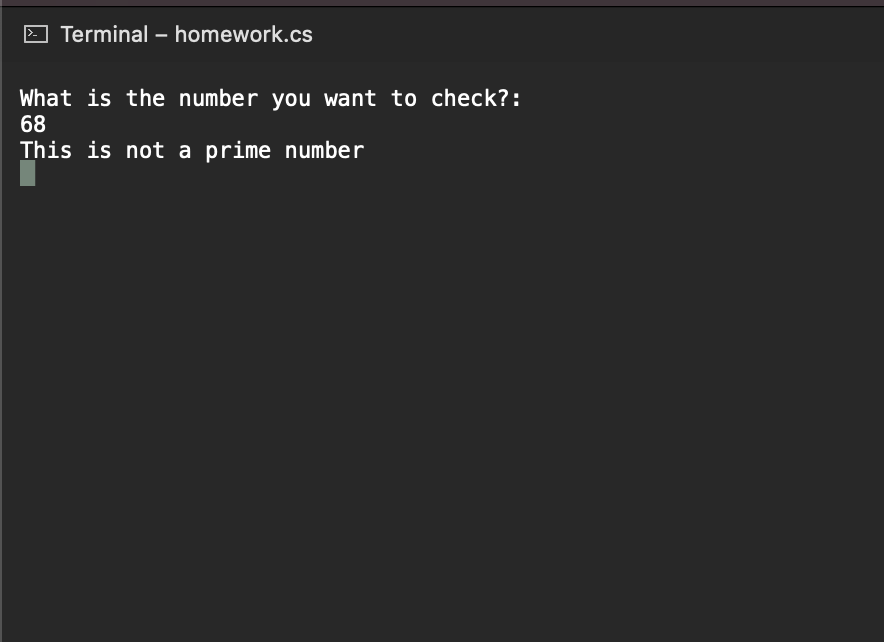 Terminal – homework.cs
What is the number you want to check?:
68
This is not a prime number